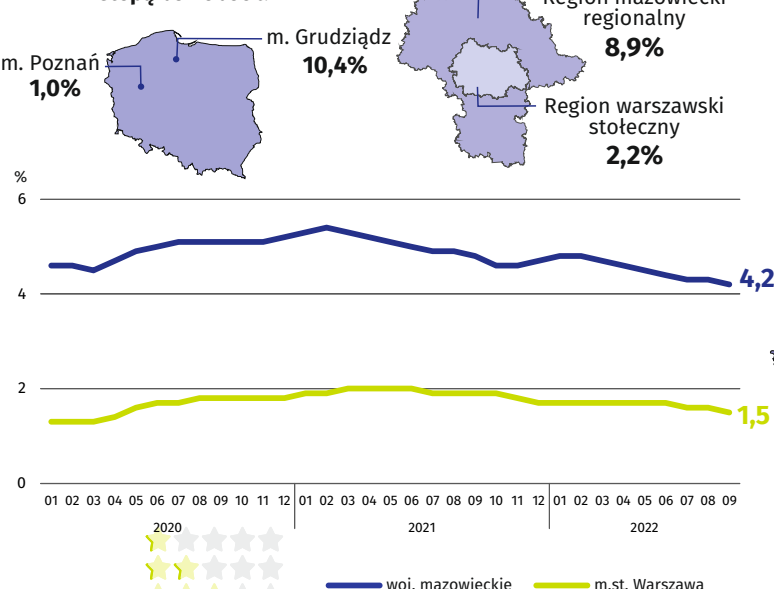 m. Grudziądz
10,4%
m. Poznań
1,0%
regionalny
8,9%
Region warszawski
stołeczny
2,2%
%
6
4
2
0
4,2
1,5
01 02 03 04 05 06 07 08 09 10 11 12 01 02 03 04 05 06 07 08 09 10 11 12 01 02 03 04 05 06 07 08 09
2020 2021 2022
woj. mazowieckie m.st. Warszawa